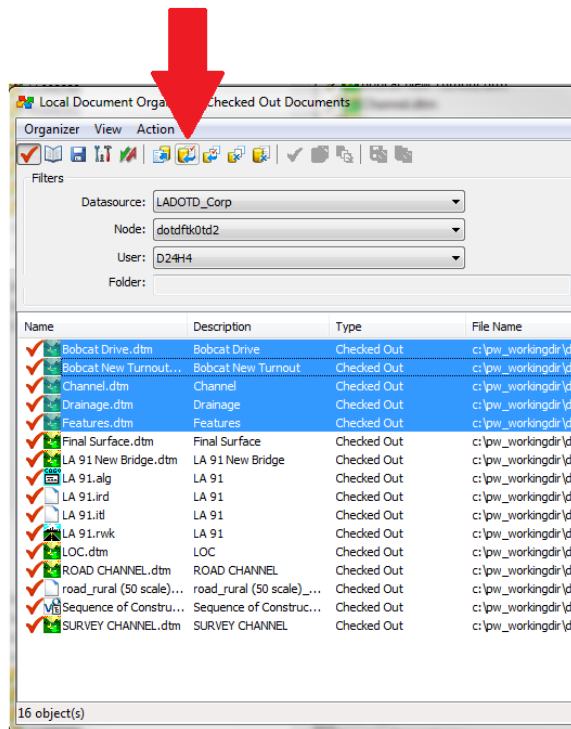 Local Document Orga Checked Out Documents
Organizer View Action
Filters
Datasource: LADOTD_Corp
Node: dotdftk0td2
User: D24H4
Folder:
Name Description Type File Name
Bobcat Drive.dtm Bobcat Drive Checked Out c:\pw_workingdir\d
Bobcat New Turnout... Bobcat New Turnout Checked Out c:\pw_workingdir\d
Channel.dtm Channel Checked Out c:\pw_workingdir\d
Drainage.dtm Drainage Checked Out c:\pw_workingdir\d
Features.dtm Features Checked Out c:\pw_workingdir\d
Final Surface.dtm Final Surface Checked Out c:\pw_workingdir\d
LA 91 New Bridge.dtm LA 91 New Bridge Checked Out c:\pw_workingdir\d
LA 91.alg LA 91 Checked Out c:\pw_workingdir\d
LA 91.ird LA 91 Checked Out c:\pw_workingdir\d
LA 91.itl LA 91 Checked Out c:\pw_workingdir\d
LA 91.rwk LA 91 Checked Out c:\pw_workingdir\d
LOC.dtm LOC Checked Out c:\pw_workingdir\d
ROAD CHANNEL.dtm ROAD CHANNEL Checked Out c:\pw_workingdir\d
road_rural (50 scale)... road_rural (50 scale)_... Checked Out c:\pw_workingdir\d
Sequence of Constru... Sequence of Construc... Checked Out c:\pw_workingdir\d
SURVEY CHANNEL.dtm SURVEY CHANNEL Checked Out c:\pw_workingdir\d
16 object(s)